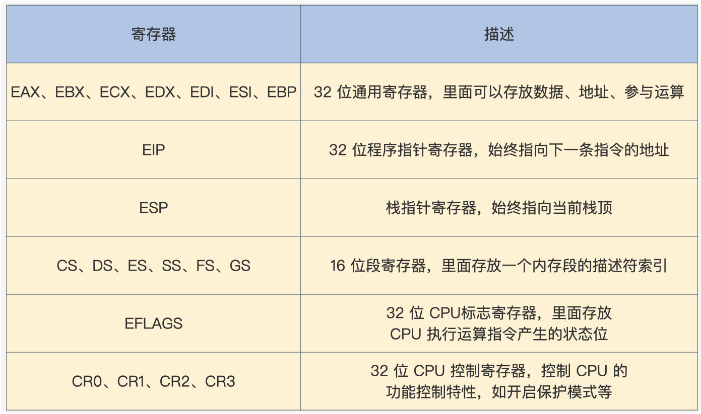 寄存器
描述
EAX、EBX、ECX、EDX、EDI、ESI、EBP
32 位通用寄存器，里面可以存放数据、地址、参与运算
EIP
32 位程序指针寄存器，始终指向下一条指令的地址
ESP
栈指针寄存器，始终指向当前栈顶
CS、DS、ES、SS、FS、GS
16 位段寄存器，里面存放一个内存段的描述符索引
EFLAGS
32 位 CPU标志寄存器，里面存放
CPU 执行运算指令产生的状态位
CR0、CR1、CR2、CR3
32 位 CPU 控制寄存器，控制 CPU 的
功能控制特性，如开启保护模式等